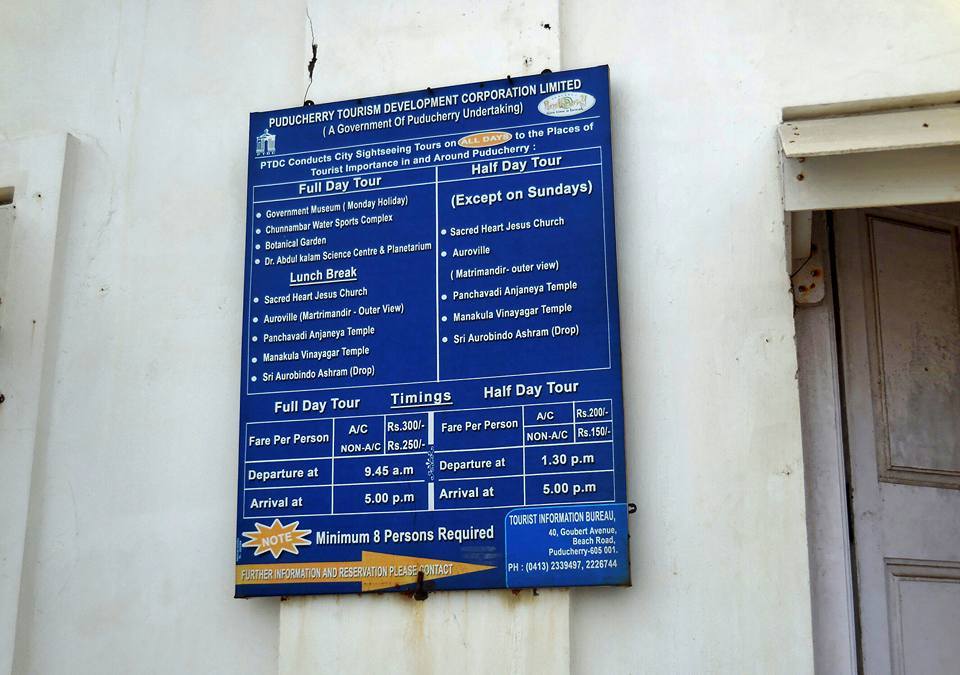 PUDUCHERRY TOURISM DEVELOPMENT CORPORATION LIMITED
( A Government Of Puducherry Undertaking)
PTDC Conducts City Sightseeing Tours on ALL DAYS to the Places of
Tourist Importance in and Around Puducherry :
Full Day Tour
Government Museum ( Monday Holiday)
Chunnambar Water Sports Complex
Botanical Garden
Dr. Abdul kalam Science Centre & Planetarium
Lunch Break
Sacred Heart Jesus Church
Auroville (Martrimandir - Outer View)
Panchavadi Anjaneya Temple
Manakula Vinayagar Temple
Sri Aurobindo Ashram (Drop)
Half Day Tour
(Except on Sundays)
Sacred Heart Jesus Church
Auroville
( Matrimandir- outer view)
Panchavadi Anjaneya Temple
Manakula Vinayagar Temple
Sri Aurobindo Ashram (Drop)
Timings
Full Day Tour
Fare Per Person A/C Rs.300/-
NON-A/C Rs.250/-
Departure at 9.45 a.m
Arrival at 5.00 p.m
Half Day Tour
Fare Per Person A/C Rs.200/-
NON-A/C Rs.150/-
Departure at 1.30 p.m
Arrival at 5.00 p.m
NOTE Minimum 8 Persons Required
FURTHER INFORMATION AND RESERVATION PLEASE CONTACT
TOURIST INFORMATION BUREAU,
40, Goubert Avenue,
Beach Road,
Puducherry-605 001.
PH : (0413) 2339497, 2226744